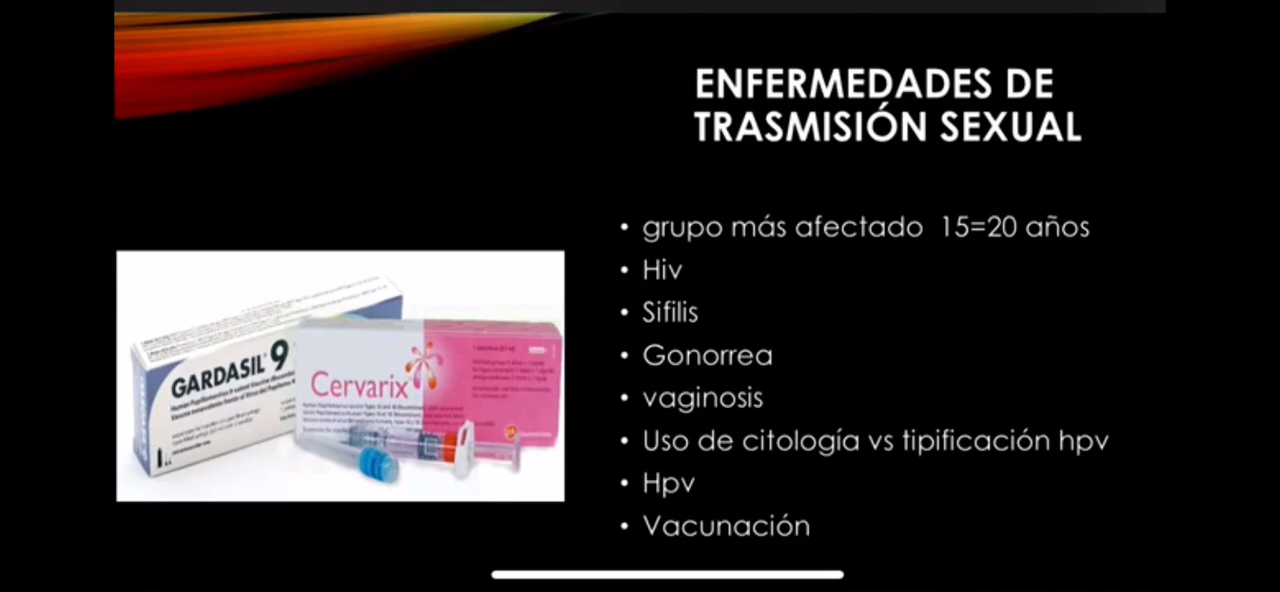 ENFERMEDADES DE
TRASMISIÓN SEXUAL
• grupo más afectado 15=20 años
• Hiv
• Sifilis
• Gonorrea
• vaginosis
• Uso de citología vs tipificación hpv
• Hpv
• Vacunación
GARDASIL 9
Cervarix